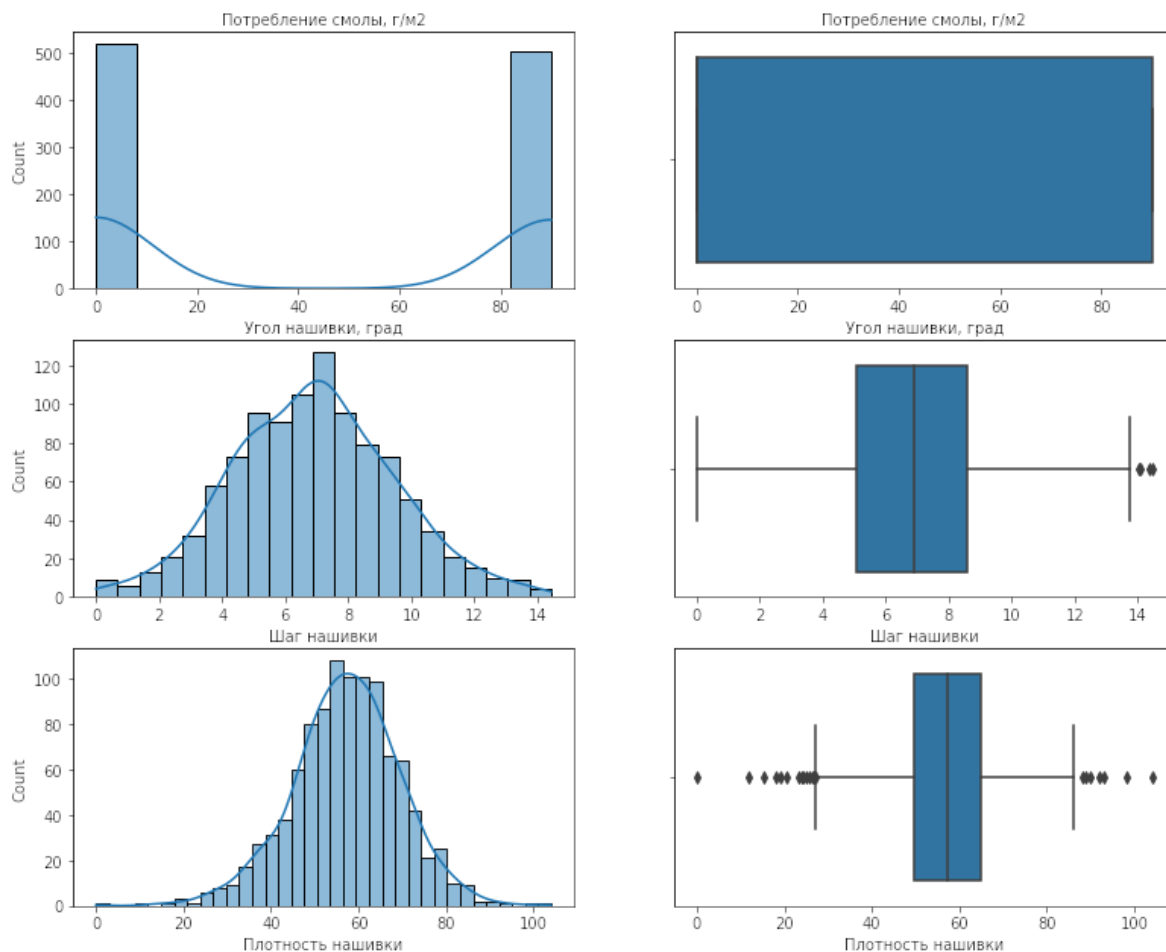 Потребление смолы, г/м2 Потребление смолы, г/м2
Count
500
400
300
200
100
0
0 20 40 60 80
0 20 40 60 80
Угол нашивки, град Угол нашивки, град
Count
120
100
80
60
40
20
0
0 2 4 6 8 10 12 14
0 2 4 6 8 10 12 14
Шаг нашивки Шаг нашивки
Count
100
80
60
40
20
0
0 20 40 60 80 100
0 20 40 60 80 100
Плотность нашивки Плотность нашивки